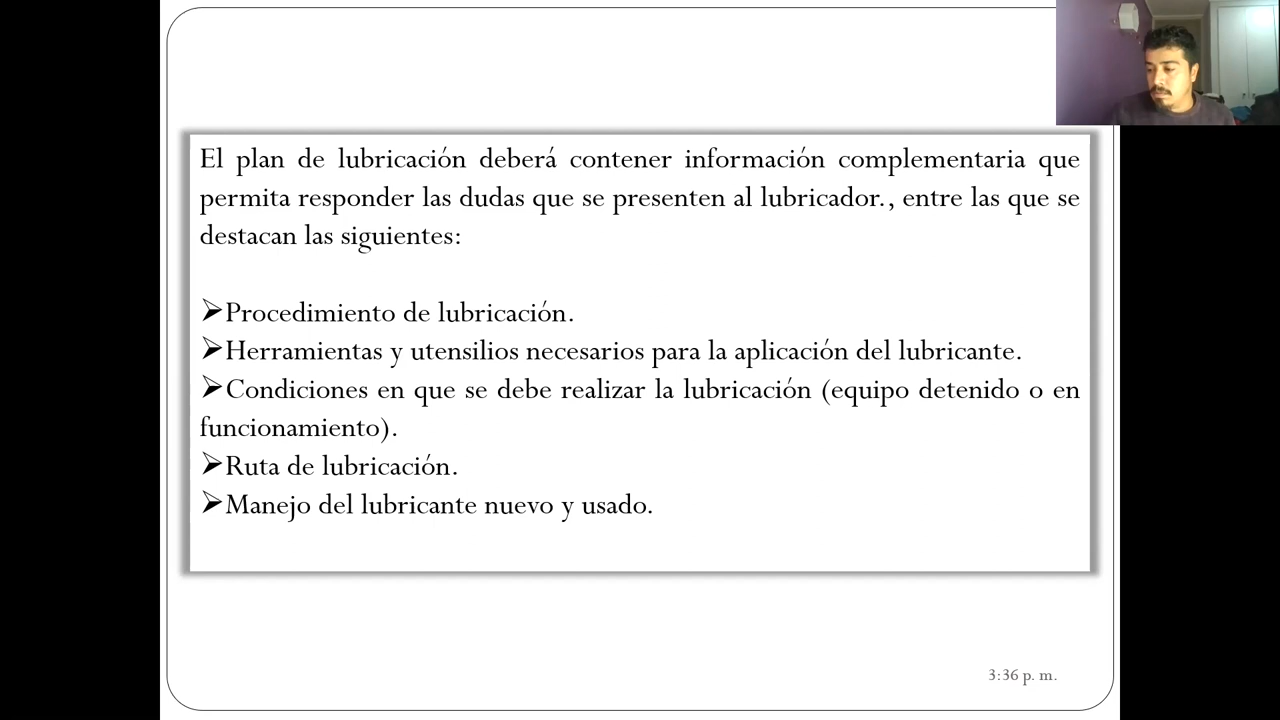 El plan de lubricación deberá contener información complementaria que
permita responder las dudas que se presenten al lubricador., entre las que se
destacan las siguientes:
➢Procedimiento de lubricación.
➢Herramientas y utensilios necesarios para la aplicación del lubricante.
➢Condiciones en que se debe realizar la lubricación (equipo detenido o en
funcionamiento).
➢Ruta de lubricación.
➢Manejo del lubricante nuevo y usado.
3:36 p. m.